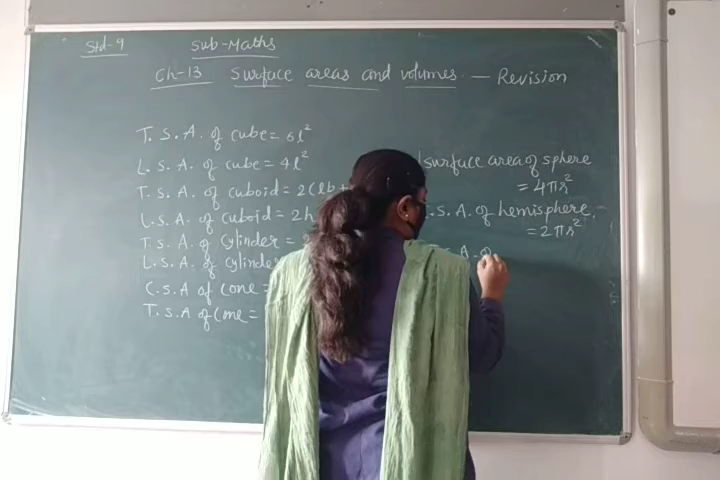 Std-9 Sub-Maths
Ch-13 Surface areas and volumes. — Revision
T. S. A. of cube = 6l²
L. S. A. of cube = 4l²
T. S. A. of cuboid = 2(lb +
L. S. A. of cuboid = 2h
T. S. A. of cylinder =
L. S. A. of cylinder
C. S. A of cone =
T. S. A of Cone =
surface area of sphere
= 4πr²
S. A. of hemisphere
= 2πr²
A. of